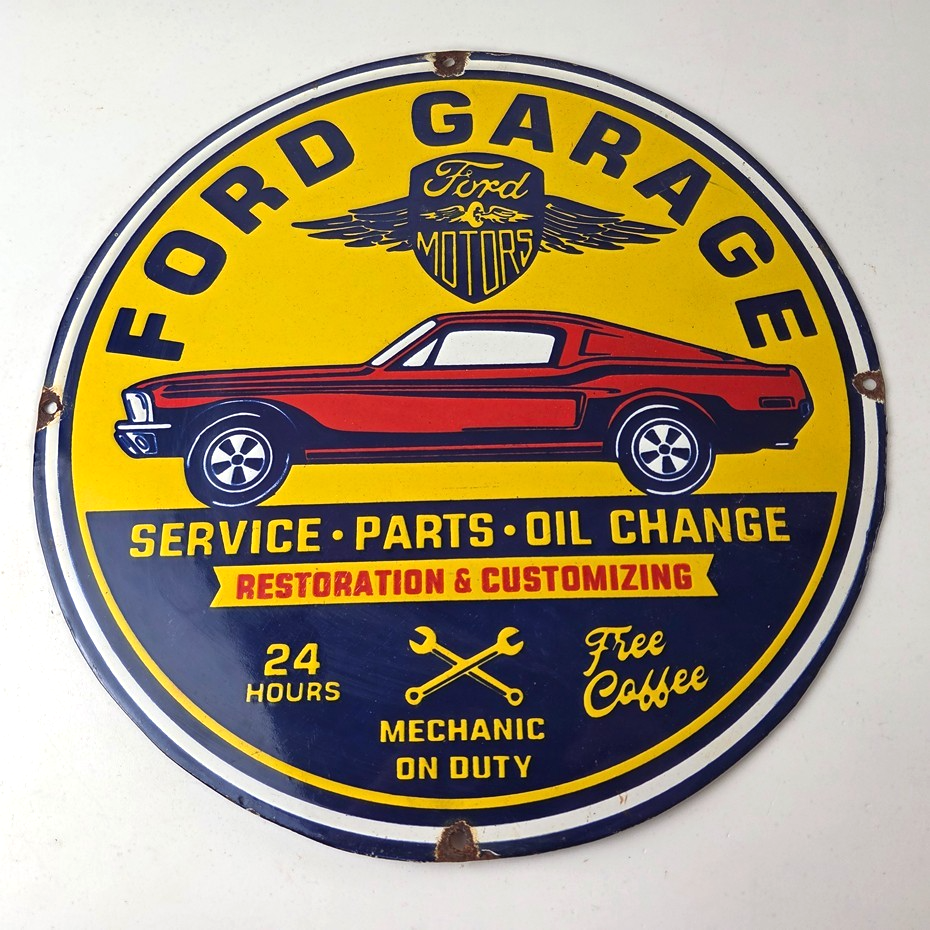 FORD GARAGE
Ford
MOTORS
SERVICE · PARTS · OIL CHANGE
RESTORATION & CUSTOMIZING
24
HOURS
Free
Coffee
MECHANIC
ON DUTY